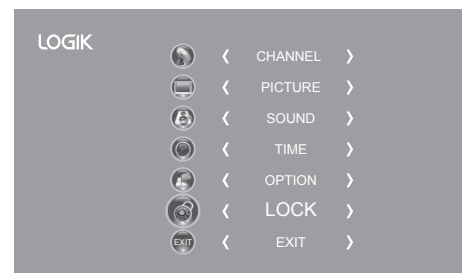 LOGIK
CHANNEL
PICTURE
SOUND
TIME
OPTION
LOCK
EXIT EXIT